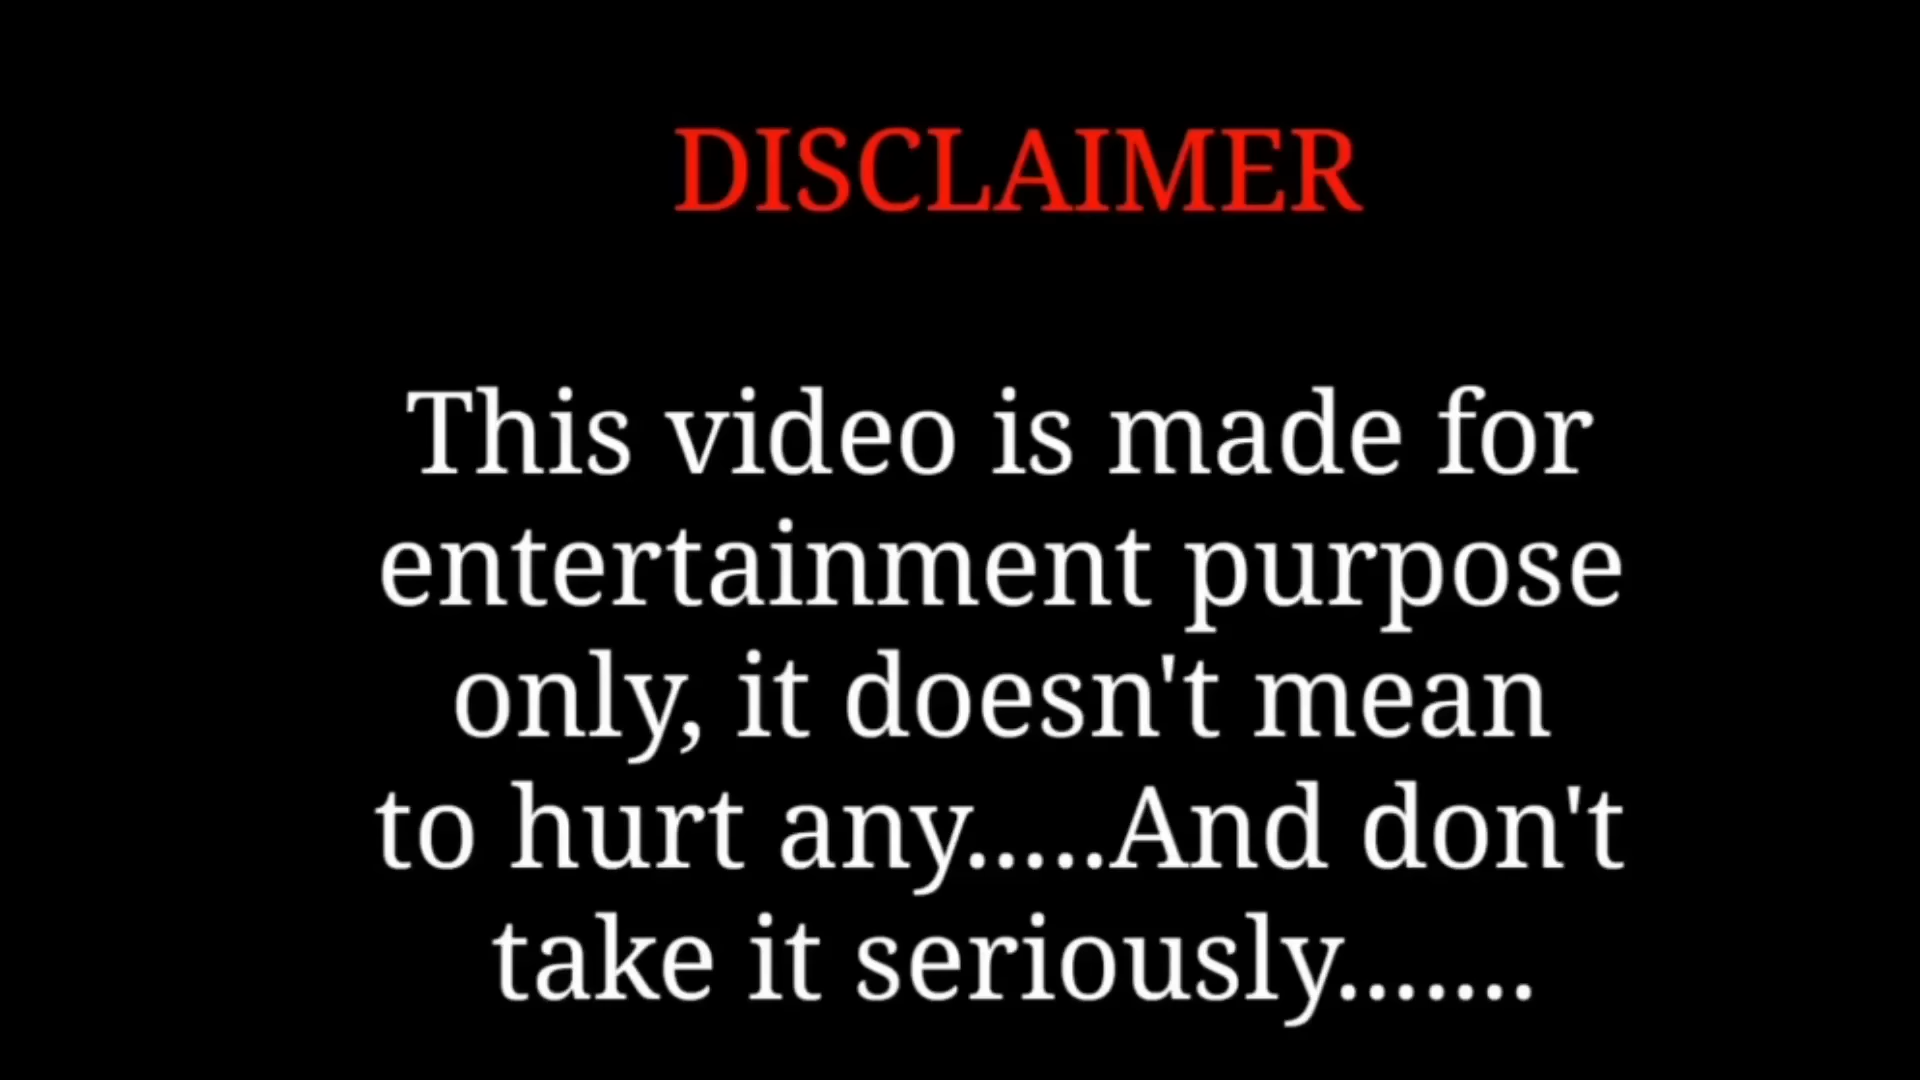 DISCLAIMER
This video is made for
entertainment purpose
only, it doesn't mean
to hurt any.....And don't
take it seriously.......